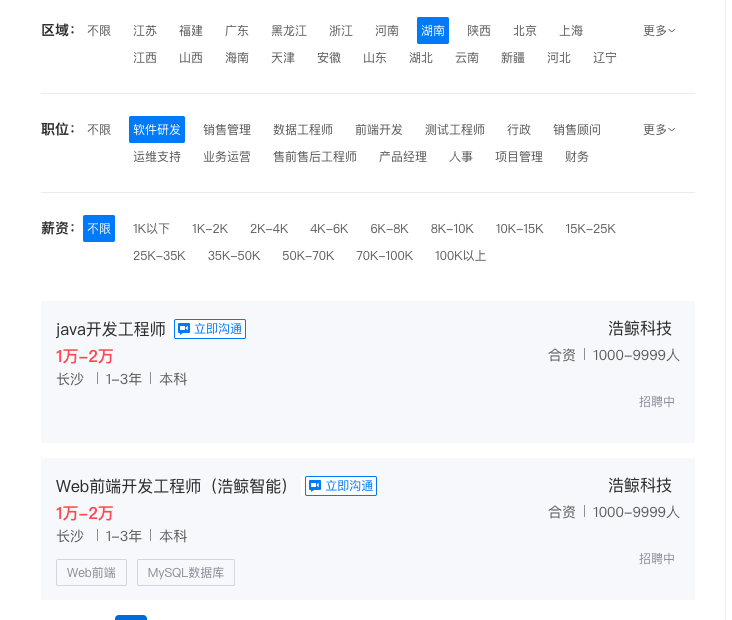 区域： 不限 江苏 福建 广东 黑龙江 浙江 河南 湖南 陕西 北京 上海 更多
江西 山西 海南 天津 安徽 山东 湖北 云南 新疆 河北 辽宁
职位： 不限 软件研发 销售管理 数据工程师 前端开发 测试工程师 行政 销售顾问 更多
运维支持 业务运营 售前售后工程师 产品经理 人事 项目管理 财务
薪资： 不限 1K以下 1K-2K 2K-4K 4K-6K 6K-8K 8K-10K 10K-15K 15K-25K
25K-35K 35K-50K 50K-70K 70K-100K 100K以上
java开发工程师 立即沟通 浩鲸科技
1万-2万 合资 1000-9999人
长沙 1-3年 本科
招聘中
Web前端开发工程师（浩鲸智能） 立即沟通 浩鲸科技
1万-2万 合资 1000-9999人
长沙 1-3年 本科
招聘中
Web前端 MySQL数据库